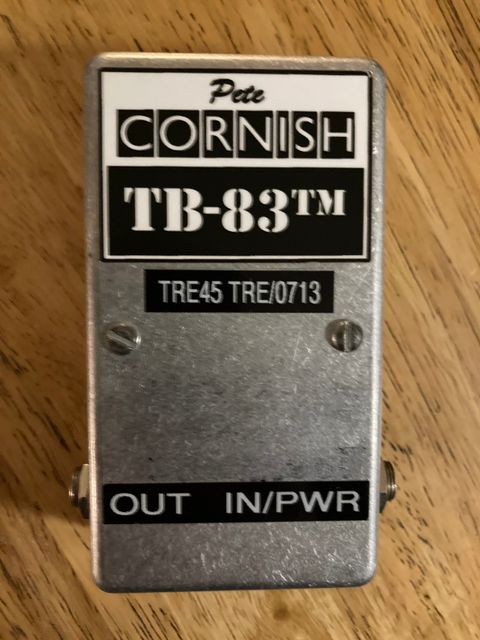 Pete
CORNISH
TB-83™
TRE45 TRE/0713
OUT IN/PWR